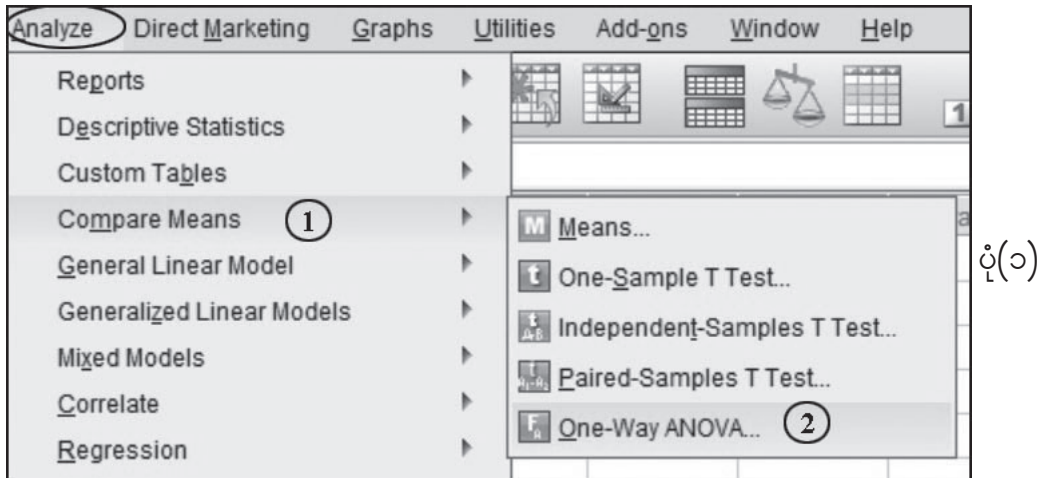 Analyze Direct Marketing Graphs Utilities Add-ons Window Help
Reports
Descriptive Statistics
1
Custom Tables
Compare Means 1
General Linear Model
Generalized Linear Models
Mixed Models
Correlate
Regression
Means...
One-Sample T Test...
Independent-Samples T Test...
Paired-Samples T Test...
One-Way ANOVA... 2
ပုံ(၁)